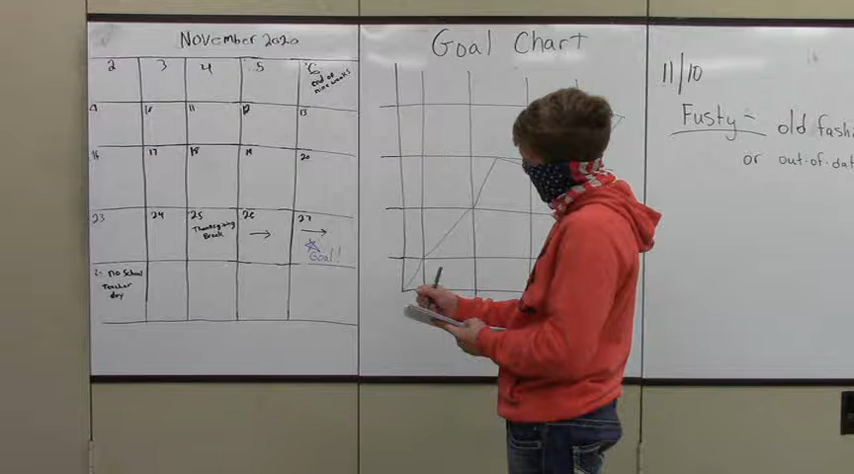 November 2020
2 3 4 5 6
end of
nine weeks
9 10 11 12 13
16 17 18 19 20
23 24 25 26 27
Thanksgiving
Break
Goal!
no School
Teacher
day
Goal Chart
11/10
Fusty - old fash
or out-of-dat